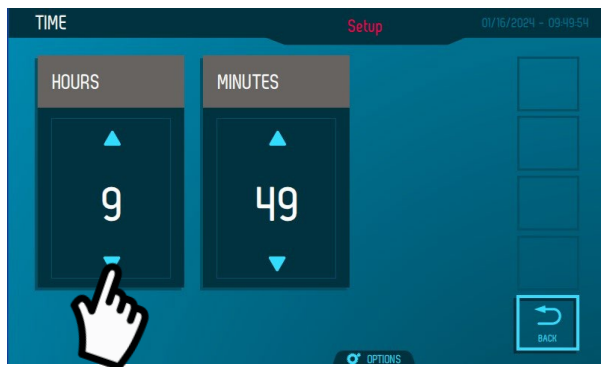 TIME
Setup
01/16/2024 - 09:49:54
HOURS
MINUTES
9
49
BACK
OPTIONS